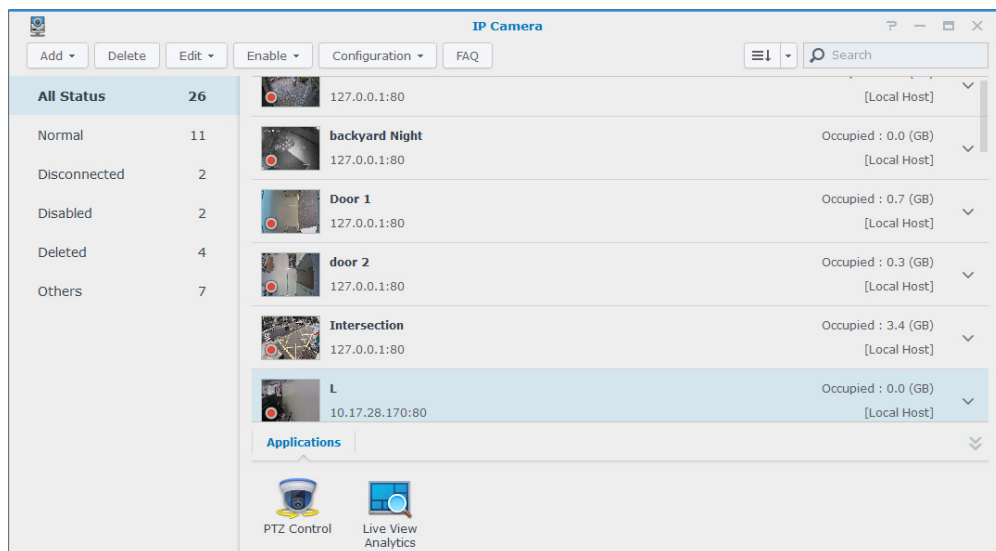 IP Camera
Add Delete Edit Enable Configuration FAQ Search
All Status 26
Normal 11
Disconnected 2
Disabled 2
Deleted 4
Others 7
127.0.0.1:80 [Local Host]
backyard Night Occupied : 0.0 (GB)
127.0.0.1:80 [Local Host]
Door 1 Occupied : 0.7 (GB)
127.0.0.1:80 [Local Host]
door 2 Occupied : 0.3 (GB)
127.0.0.1:80 [Local Host]
Intersection Occupied : 3.4 (GB)
127.0.0.1:80 [Local Host]
L Occupied : 0.0 (GB)
10.17.28.170:80 [Local Host]
Applications
PTZ Control
Live View
Analytics